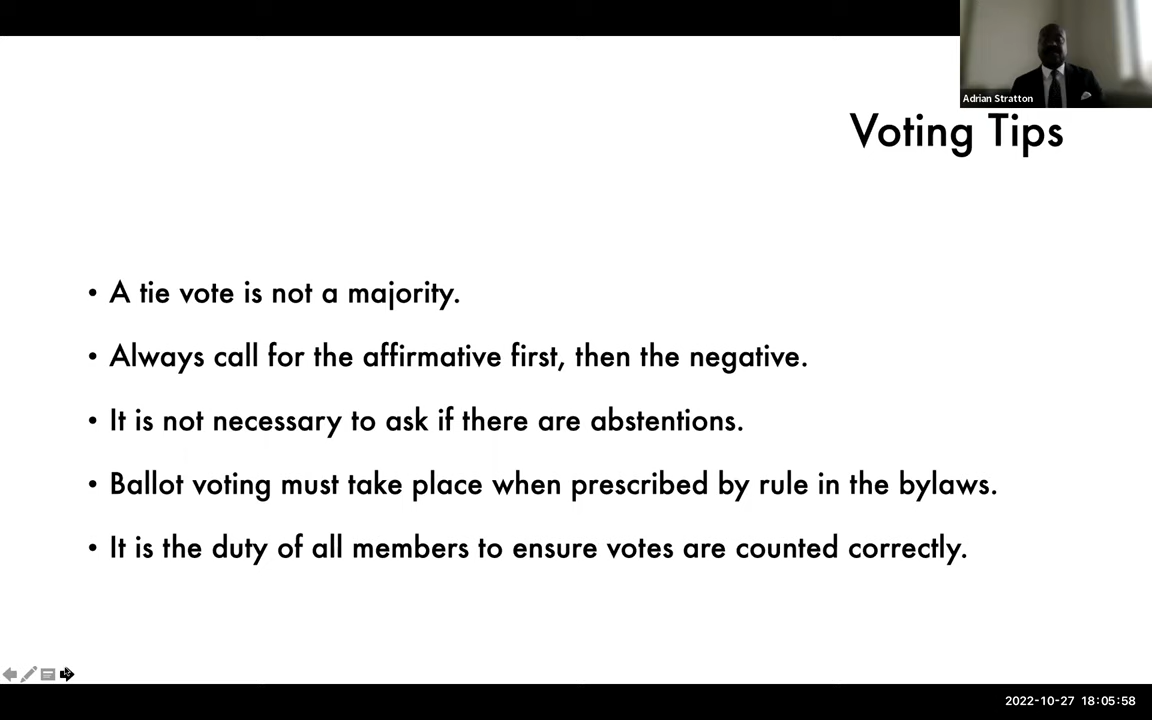 Adrian Stratton
Voting Tips
• A tie vote is not a majority.
• Always call for the affirmative first, then the negative.
• It is not necessary to ask if there are abstentions.
• Ballot voting must take place when prescribed by rule in the bylaws.
• It is the duty of all members to ensure votes are counted correctly.
2022-10-27 18:05:58